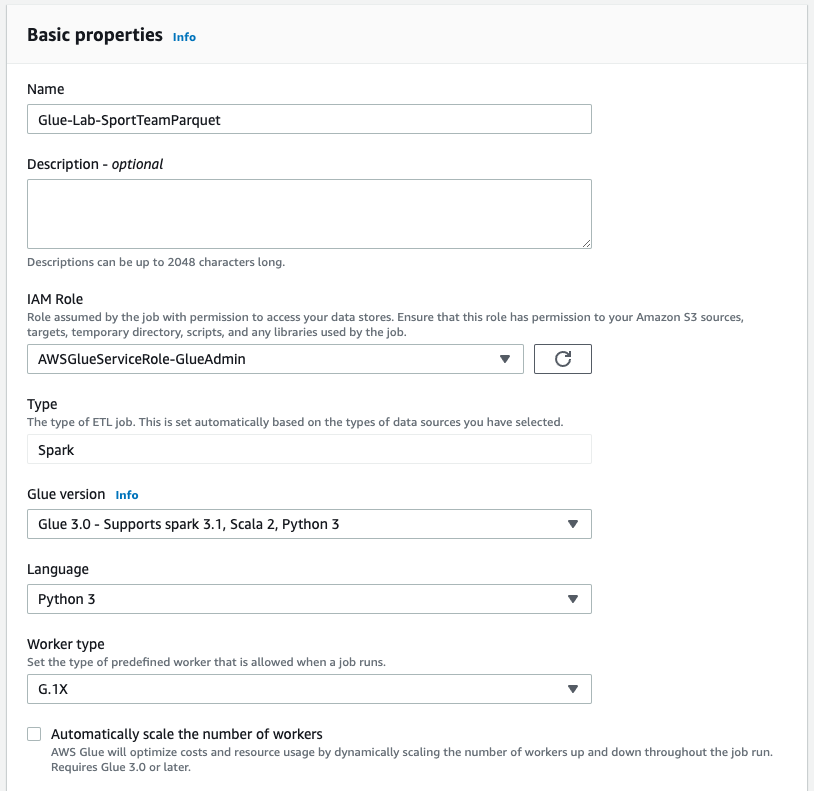 Basic properties Info
Name
Glue-Lab-SportTeamParquet
Description - optional
Descriptions can be up to 2048 characters long.
IAM Role
Role assumed by the job with permission to access your data stores. Ensure that this role has permission to your Amazon S3 sources,
targets, temporary directory, scripts, and any libraries used by the job.
AWSGlueServiceRole-GlueAdmin
Type
The type of ETL job. This is set automatically based on the types of data sources you have selected.
Spark
Glue version Info
Glue 3.0 - Supports spark 3.1, Scala 2, Python 3
Language
Python 3
Worker type
Set the type of predefined worker that is allowed when a job runs.
G.1X
Automatically scale the number of workers
AWS Glue will optimize costs and resource usage by dynamically scaling the number of workers up and down throughout the job run.
Requires Glue 3.0 or later.